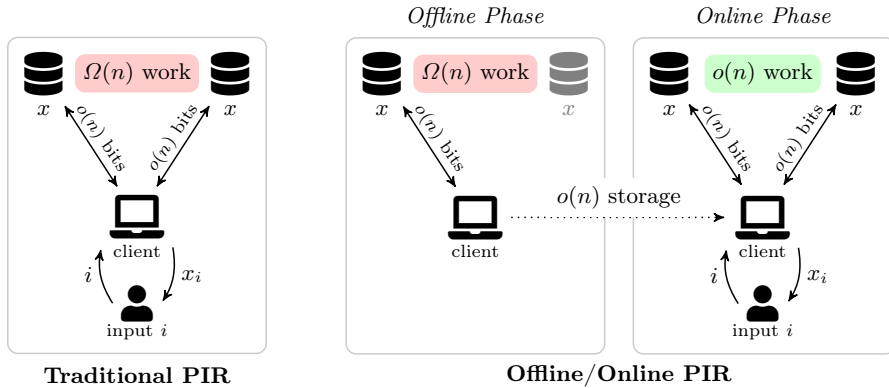 Offline Phase
Online Phase
Ω(n) work
x
x
o(n) bits
o(n) bits
client
i
x_i
input i
Traditional PIR
Ω(n) work
x
x
o(n) bits
client
o(n) storage
o(n) work
x
x
o(n) bits
o(n) bits
client
i
x_i
input i
Offline/Online PIR